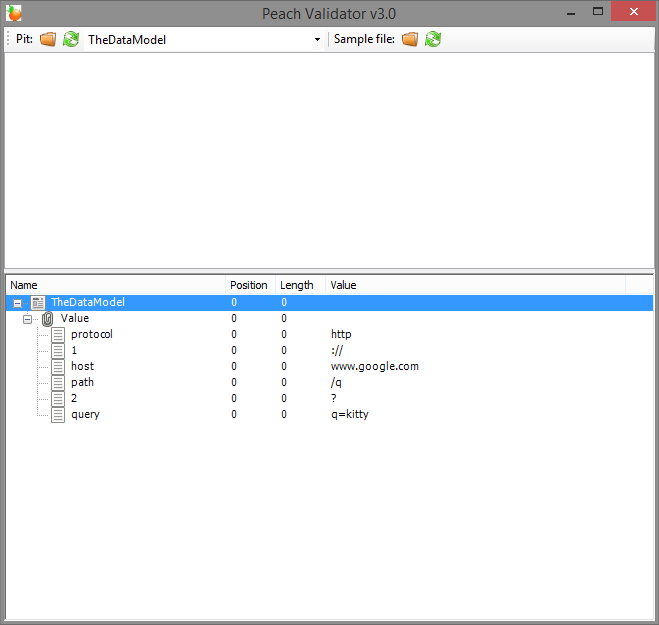 Peach Validator v3.0
Pit: TheDataModel Sample file:
Name Position Length Value
TheDataModel 0 0
Value 0 0
protocol 0 0 http
1 0 0 ://
host 0 0 www.google.com
path 0 0 /q
2 0 0 ?
query 0 0 q=kitty